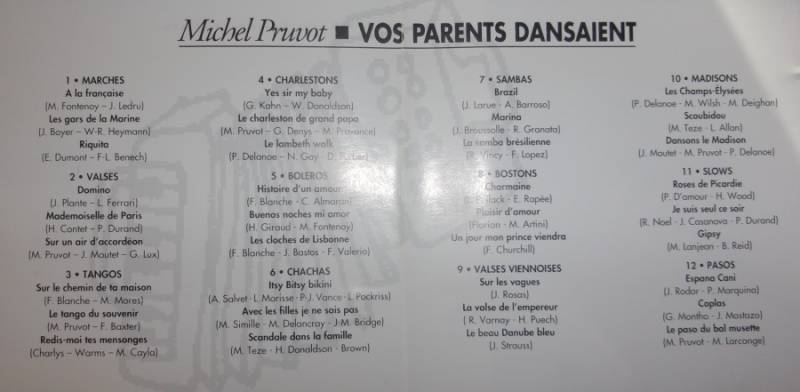 Michel Pruvot ■ VOS PARENTS DANSAIENT
1 • MARCHES
A la française
(M. Fontenoy – J. Ledru)
Les gars de la Marine
(J. Boyer – W-R. Heymann)
Riquita
(E. Dumont – F-L. Benech)
2 • VALSES
Domino
(J. Plante – L. Ferrari)
Mademoiselle de Paris
(H. Contet – P. Durand)
Sur un air d'accordéon
(M. Pruvot – J. Moutet – G. Lux)
3 • TANGOS
Sur le chemin de ta maison
(F. Blanche – M. Mores)
Le tango du souvenir
(M. Pruvot – F. Baxter)
Redis-moi tes mensonges
(Charlys – Warms – M. Cayla)
4 • CHARLESTONS
Yes sir my baby
(G. Kahn – W. Donaldson)
Le charleston de grand papa
(M. Pruvot – G. Denys – M. Provance)
Le lambeth walk
(P. Delanoe – N. Gay · D. Furber)
5 • BOLEROS
Histoire d'un amour
(F. Blanche · C. Almaran)
Buenas noches mi amor
(H. Giraud · M. Fontenay)
Les cloches de Lisbonne
(F. Blanche · J. Bastos · F. Valerio)
6 • CHACHAS
Itsy Bitsy bikini
(A. Salvet · L. Morisse · P-J. Vance · L. Pockriss)
Avec les filles je ne sais pas
(M. Simille · M. Delancray · J-M. Bridge)
Scandale dans la famille
(M. Teze · H. Donaldson · Brown)
7 • SAMBAS
Brazil
(J. Larue · A. Barroso)
Marina
(J. Broussolle · R. Granata)
La samba brésilienne
(R. Vincy · F. Lopez)
8 • BOSTONS
Charmaine
Pollack · E. Rapée)
Plaisir d'amour
(Florian · M. Artini)
Un jour mon prince viendra
(F. Churchill)
9 • VALSES VIENNOISES
Sur les vagues
(J. Rosas)
La valse de l'empereur
( R. Varnay · H. Puech)
Le beau Danube bleu
(J. Strauss)
10 • MADISONS
Les Champs-Élysées
(P. Delanoe · M. Wilsh · M. Deighan)
Scoubidou
(M. Teze · L. Allan)
Dansons le Madison
(J. Moutet · M. Pruvot · P. Delanoe)
11 • SLOWS
Roses de Picardie
(P. D'amour · H. Wood)
Je suis seul ce soir
(R. Noel · J. Casanova · P. Durand)
Gipsy
(M. Lanjean · B. Reid)
12 • PASOS
Espana Cani
(J. Rodor · P. Marquina)
Coplas
(G. Montho · J. Mostazo)
Le paso du bal musette
(M. Pruvot · M. Larcange)